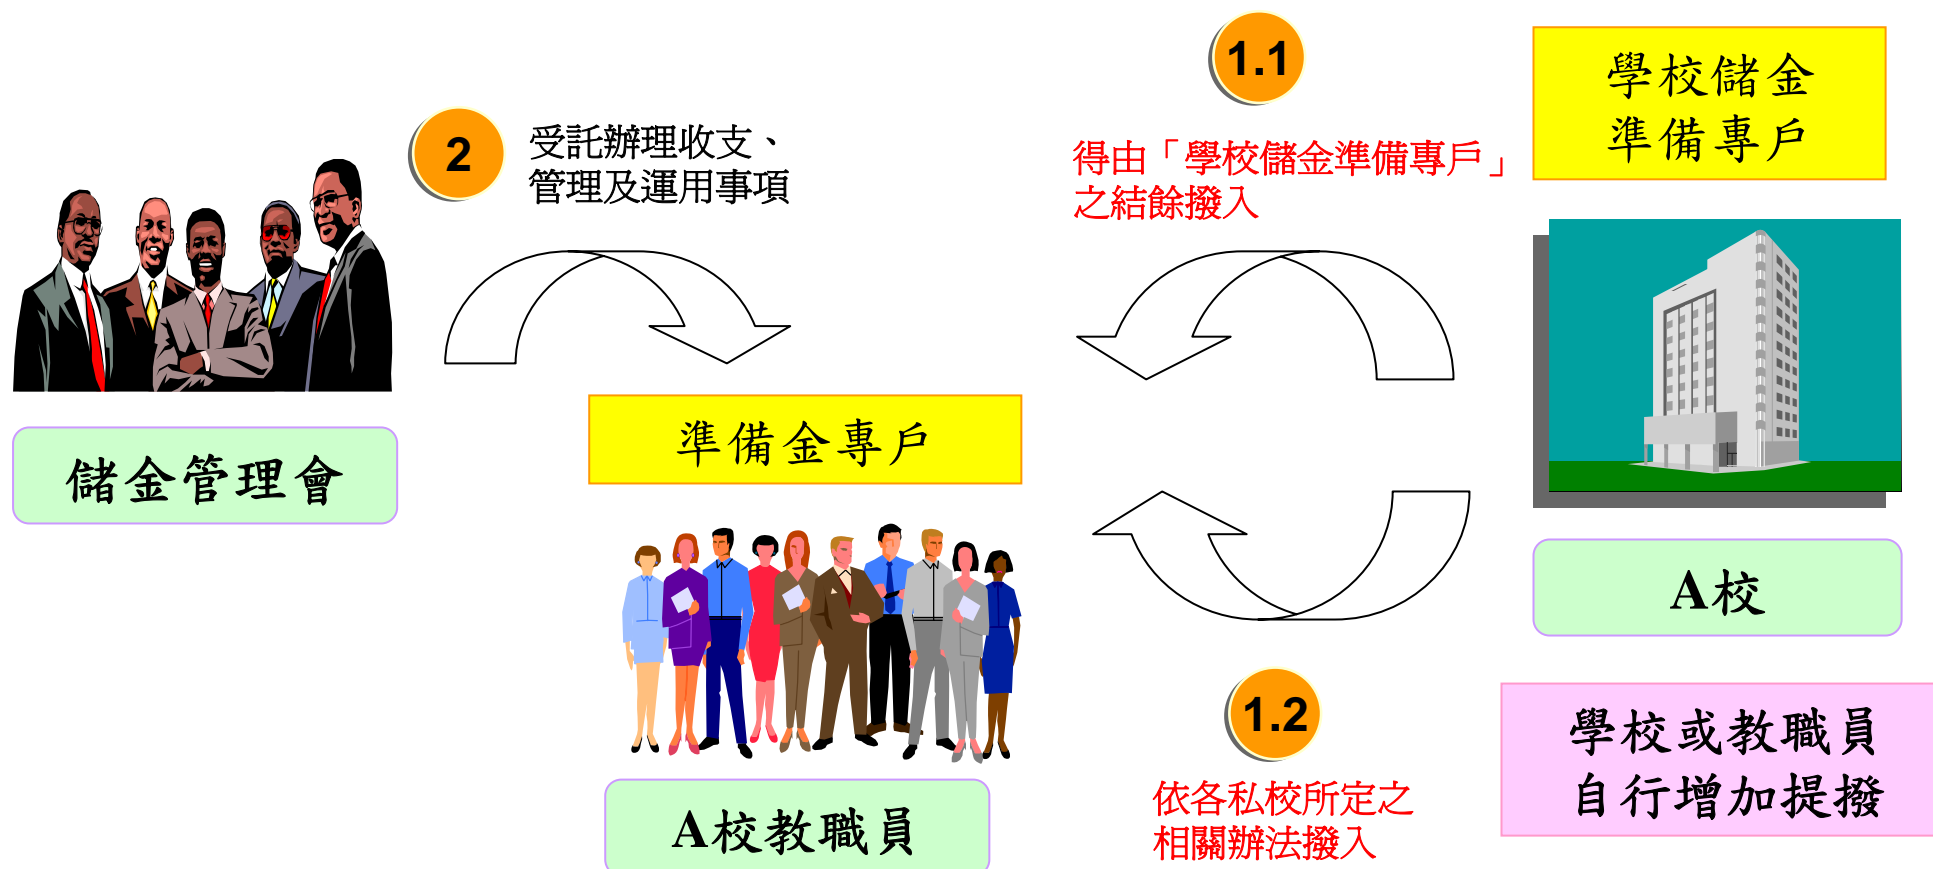 1.1
學校儲金
準備專戶
2
受託辦理收支、
管理及運用事項
得由「學校儲金準備專戶」
之結餘撥入
準備金專戶
儲金管理會
A校
1.2
學校或教職員
自行增加提撥
依各私校所定之
相關辦法撥入
A校教職員